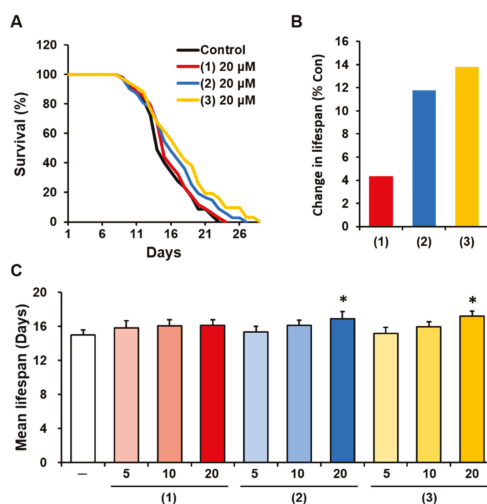 A
Survival (%)
120
100
80
60
40
20
0
1 6 11 16 21 26
Days
Control
(1) 20 µM
(2) 20 µM
(3) 20 µM
B
Change in lifespan (% Con)
16
14
12
10
8
6
4
2
0
(1) (2) (3)
C
Mean lifespan (Days)
20
16
12
8
4
0
* *
– 5 10 20 5 10 20 5 10 20
(1) (2) (3)